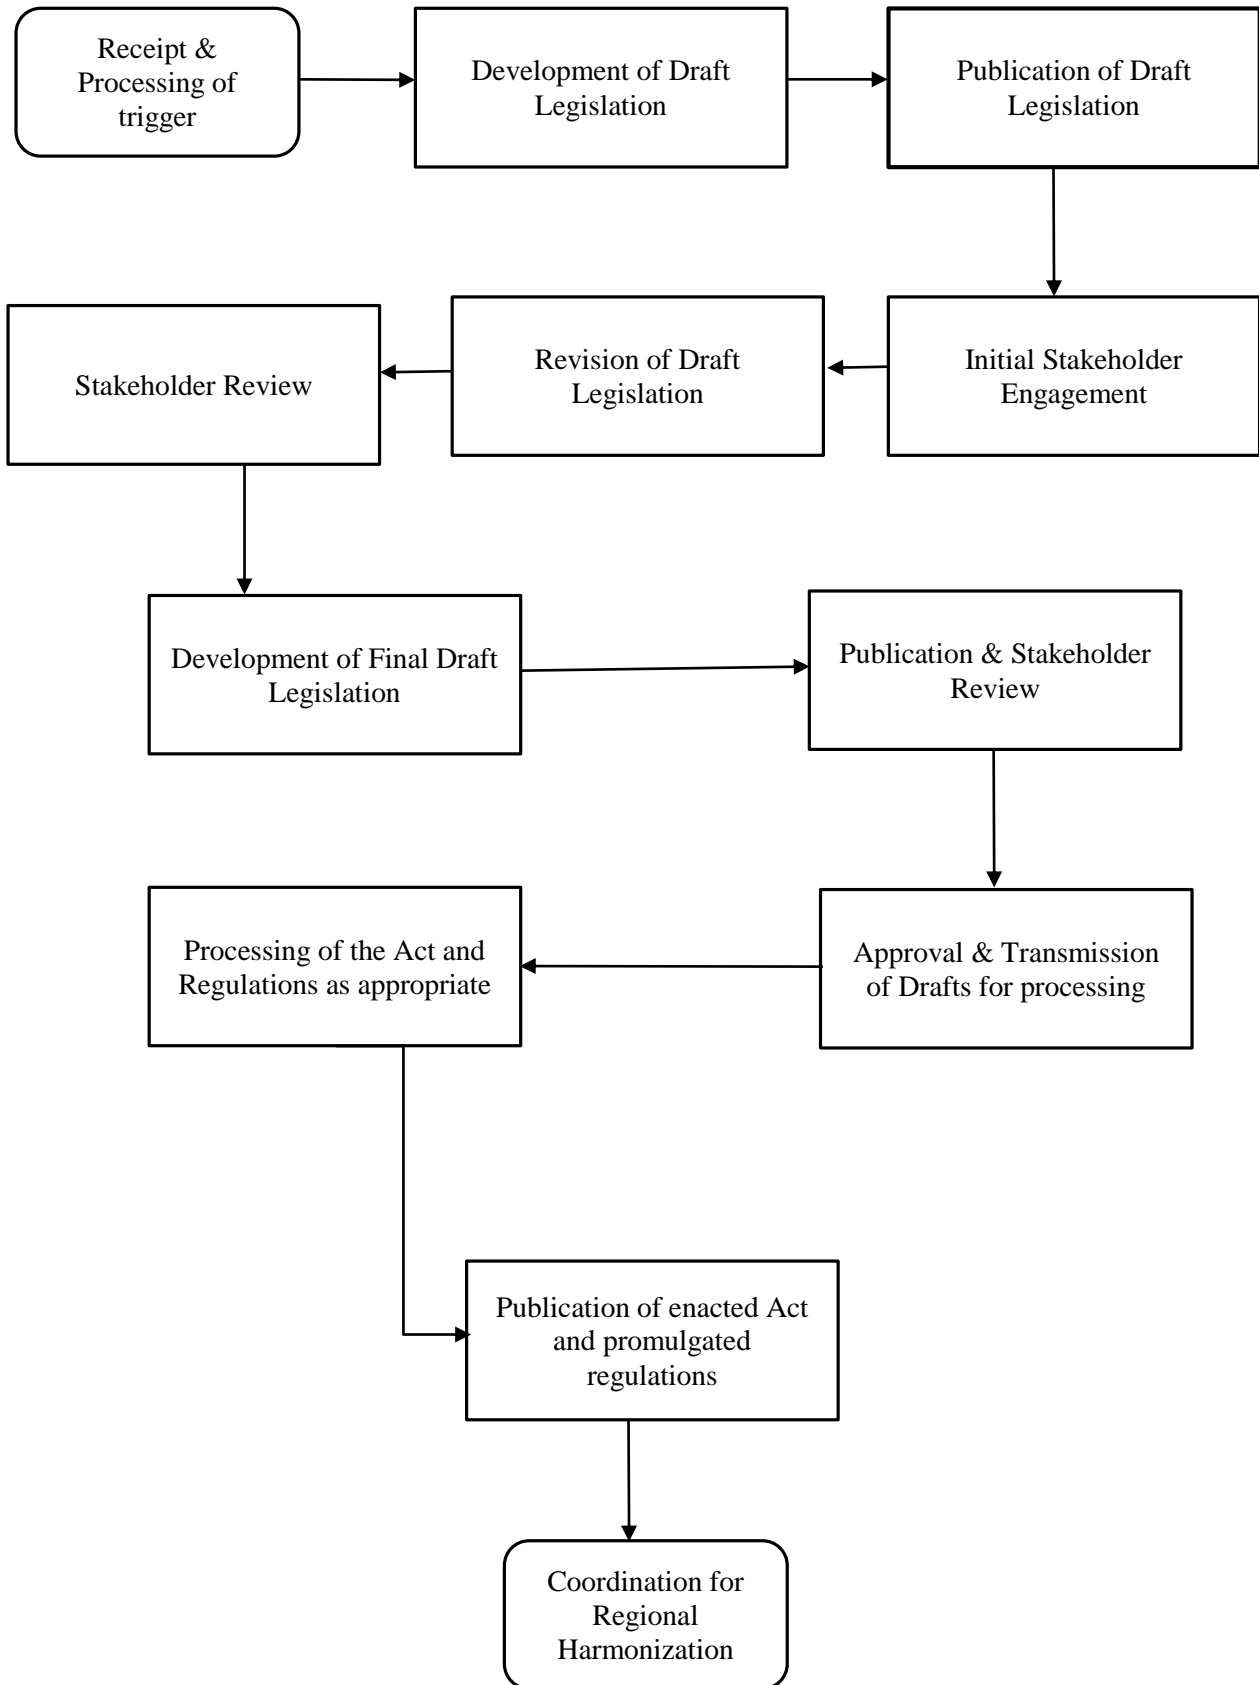 Receipt &
Processing of
trigger
Development of Draft
Legislation
Publication of Draft
Legislation
Initial Stakeholder
Engagement
Revision of Draft
Legislation
Stakeholder Review
Development of Final Draft
Legislation
Publication & Stakeholder
Review
Approval & Transmission
of Drafts for processing
Processing of the Act and
Regulations as appropriate
Publication of enacted Act
and promulgated
regulations
Coordination for
Regional
Harmonization